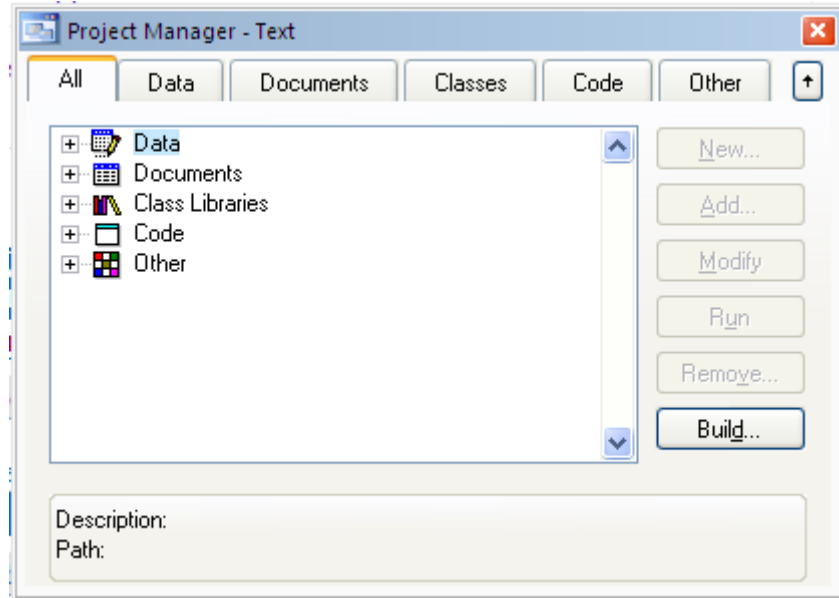 Project Manager - Text
All Data Documents Classes Code Other
Data
Documents
Class Libraries
Code
Other
New...
Add...
Modify
Run
Remove...
Build...
Description:
Path: